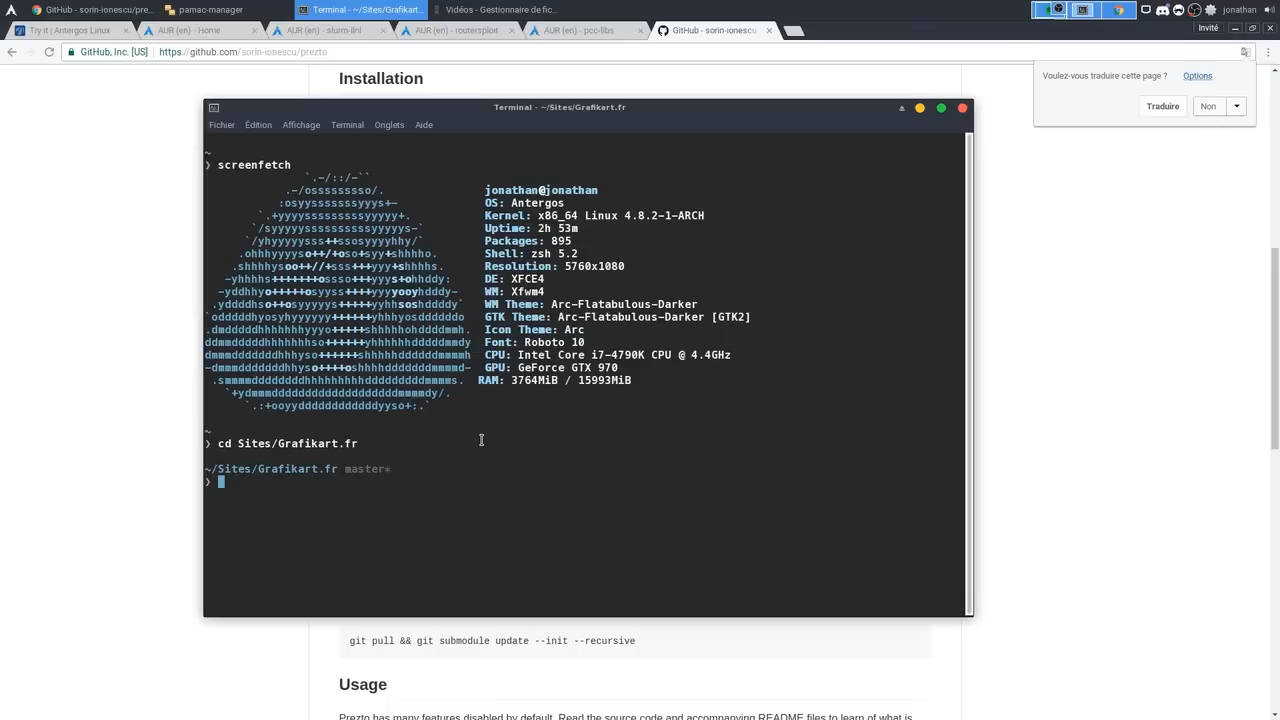 GitHub - sorin-ionescu/pre... pamac-manager Terminal - ~/Sites/Grafikart... Vidéos - Gestionnaire de fic... jonathan
Try it | Antergos Linux AUR (en) - Home AUR (en) - slurm-llnl AUR (en) - routersploit AUR (en) - pcc-libs GitHub - sorin-ionescu Invité
GitHub, Inc. [US] https://github.com/sorin-ionescu/prezto
Voulez-vous traduire cette page ? Options
Traduire Non
Installation
Terminal - ~/Sites/Grafikart.fr
Fichier Édition Affichage Terminal Onglets Aide
~
❯ screenfetch
jonathan@jonathan
OS: Antergos
Kernel: x86_64 Linux 4.8.2-1-ARCH
Uptime: 2h 53m
Packages: 895
Shell: zsh 5.2
Resolution: 5760x1080
DE: XFCE4
WM: Xfwm4
WM Theme: Arc-Flatabulous-Darker
GTK Theme: Arc-Flatabulous-Darker [GTK2]
Icon Theme: Arc
Font: Roboto 10
CPU: Intel Core i7-4790K CPU @ 4.4GHz
GPU: GeForce GTX 970
RAM: 3764MiB / 15993MiB
~
❯ cd Sites/Grafikart.fr
~/Sites/Grafikart.fr master*
❯
git pull && git submodule update --init --recursive
Usage
Prezto has many features disabled by default. Read the source code and accompanying README files to learn of what is